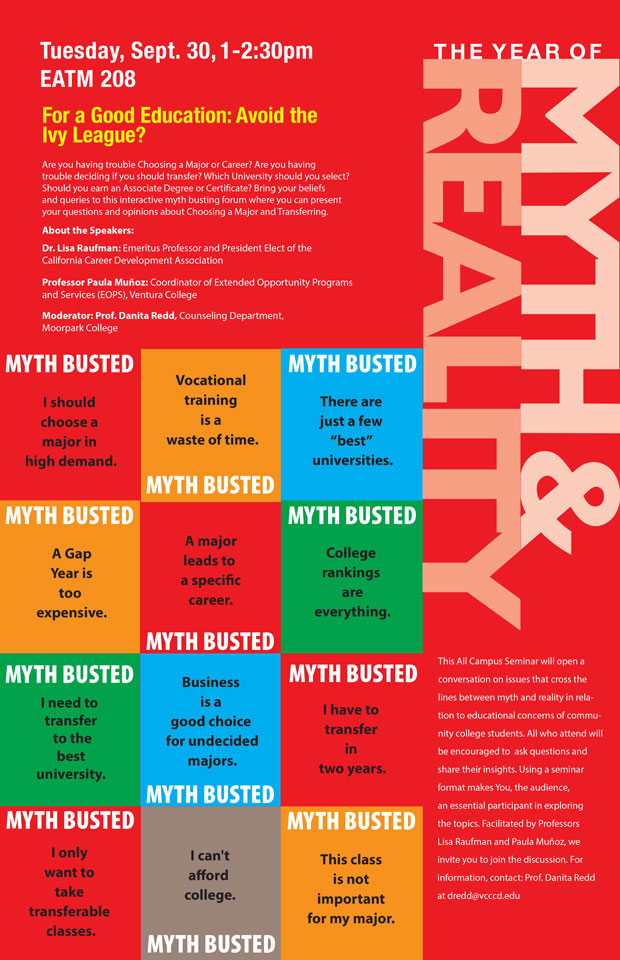 Tuesday, Sept. 30, 1-2:30pm
EATM 208
For a Good Education: Avoid the
Ivy League?
Are you having trouble Choosing a Major or Career? Are you having
trouble deciding if you should transfer? Which University should you select?
Should you earn an Associate Degree or Certificate? Bring your beliefs
and queries to this interactive myth busting forum where you can present
your questions and opinions about Choosing a Major and Transferring.
About the Speakers:
Dr. Lisa Raufman: Emeritus Professor and President Elect of the
California Career Development Association
Professor Paula Muñoz: Coordinator of Extended Opportunity Programs
and Services (EOPS), Ventura College
Moderator: Prof. Danita Redd, Counseling Department,
Moorpark College
THE YEAR OF
MYTH &
REALITY
MYTH BUSTED
I should
choose a
major in
high demand.
Vocational
training
is a
waste of time.
MYTH BUSTED
MYTH BUSTED
There are
just a few
“best”
universities.
MYTH BUSTED
A Gap
Year is
too
expensive.
A major
leads to
a specific
career.
MYTH BUSTED
MYTH BUSTED
College
rankings
are
everything.
MYTH BUSTED
I need to
transfer
to the
best
university.
Business
is a
good choice
for undecided
majors.
MYTH BUSTED
MYTH BUSTED
I have to
transfer
in
two years.
MYTH BUSTED
I only
want to
take
transferable
classes.
I can't
afford
college.
MYTH BUSTED
MYTH BUSTED
This class
is not
important
for my major.
This All Campus Seminar will open a
conversation on issues that cross the
lines between myth and reality in rela-
tion to educational concerns of commu-
nity college students. All who attend will
be encouraged to ask questions and
share their insights. Using a seminar
format makes You, the audience,
an essential participant in exploring
the topics. Facilitated by Professors
Lisa Raufman and Paula Muñoz, we
invite you to join the discussion. For
information, contact: Prof. Danita Redd
at dredd@vcccd.edu